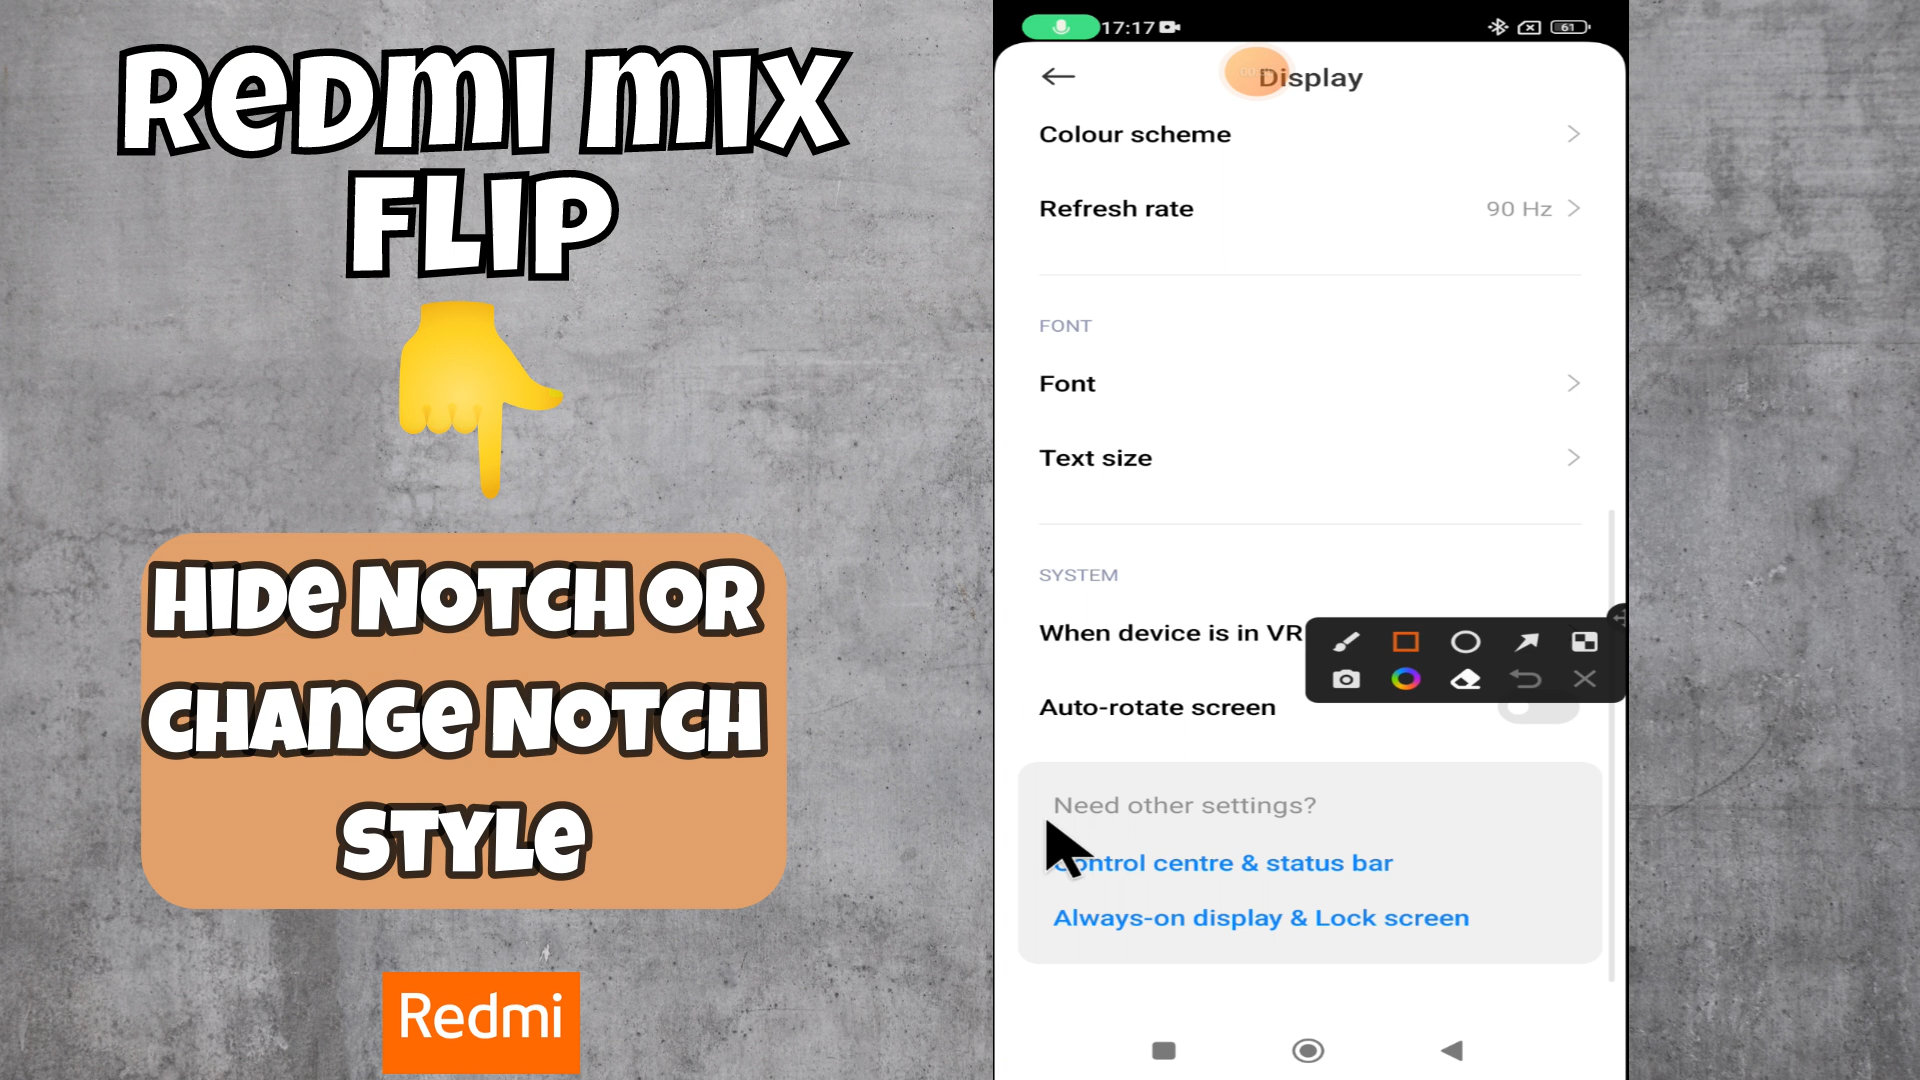 Redmi mix
FLIP
HIDe NOTCH OR
CHAnGe NOTCH
STYLe
Redmi
17:17
61
Display
Colour scheme
Refresh rate
90 Hz
FONT
Font
Text size
SYSTEM
When device is in VR
Auto-rotate screen
Need other settings?
Control centre & status bar
Always-on display & Lock screen